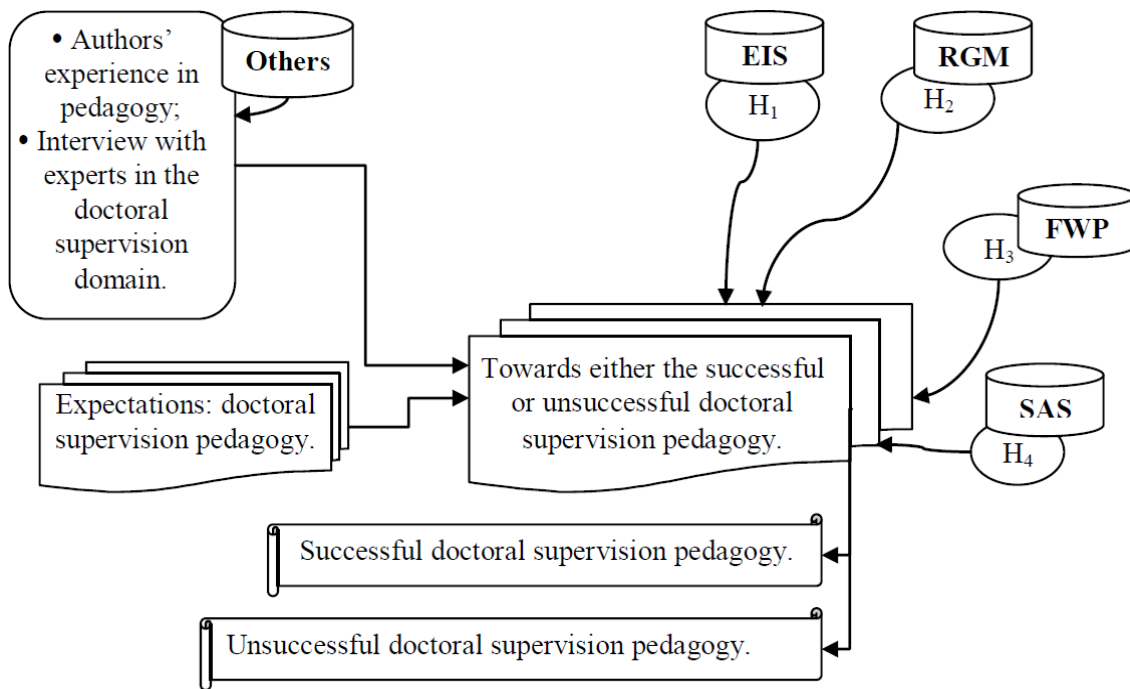 • Authors’
experience in
pedagogy;
• Interview with
experts in the
doctoral
supervision
domain.
Others
EIS
H₁
RGM
H₂
FWP
H₃
SAS
H₄
Expectations: doctoral
supervision pedagogy.
Towards either the successful
or unsuccessful doctoral
supervision pedagogy.
Successful doctoral supervision pedagogy.
Unsuccessful doctoral supervision pedagogy.